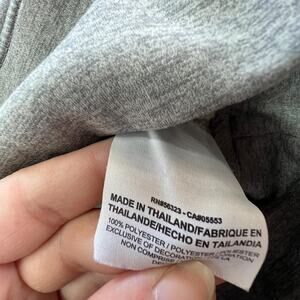 RN#56323 - CA#05553
MADE IN THAILAND/FABRIQUE EN
THAILANDE/HECHO EN TAILANDIA
100% POLYESTER / POLYESTER
EXCLUSIVE OF DECORATION
NON COMPRIS